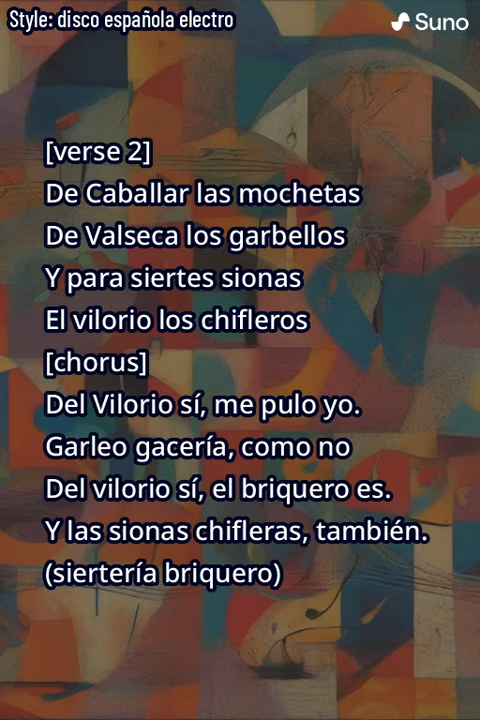 Style: disco española electro
Suno
[verse 2]
De Caballar las mochetas
De Valseca los garbellos
Y para siertes sionas
El vilorio los chifleros
[chorus]
Del Vilorio sí, me pulo yo.
Garleo gacería, como no
Del vilorio sí, el briquero es.
Y las sionas chifleras, también.
(siertería briquero)